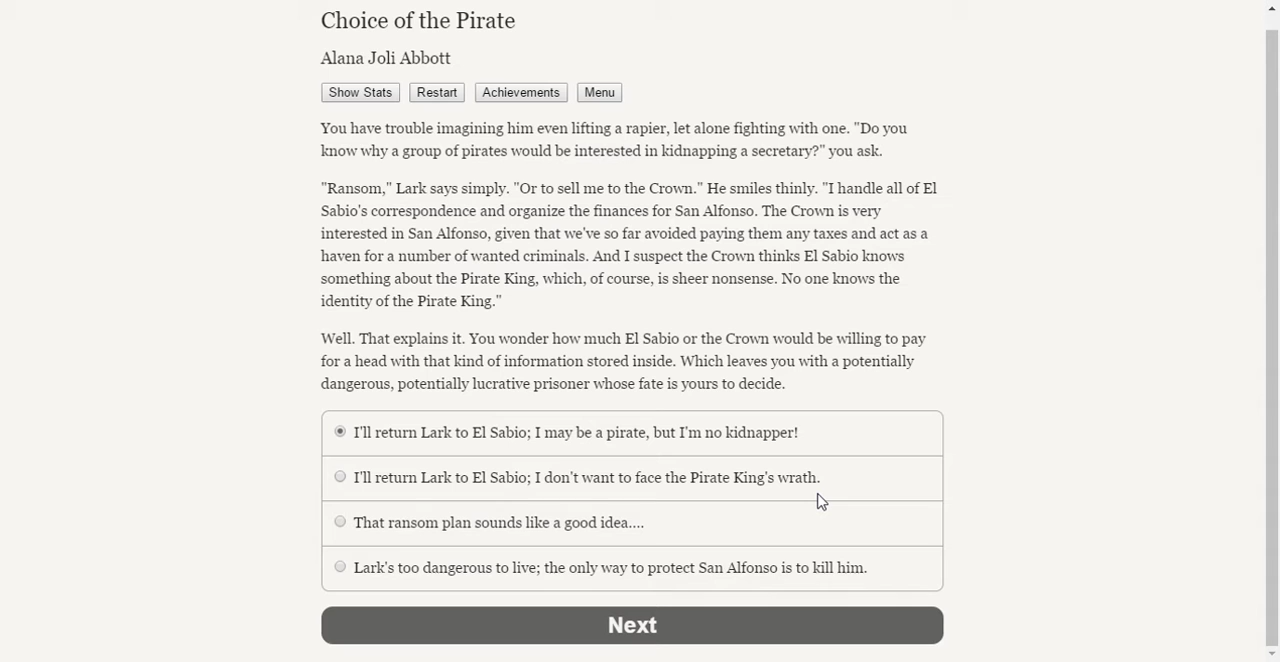 Choice of the Pirate
Alana Joli Abbott
Show Stats Restart Achievements Menu
You have trouble imagining him even lifting a rapier, let alone fighting with one. "Do you
know why a group of pirates would be interested in kidnapping a secretary?" you ask.
"Ransom," Lark says simply. "Or to sell me to the Crown." He smiles thinly. "I handle all of El
Sabio's correspondence and organize the finances for San Alfonso. The Crown is very
interested in San Alfonso, given that we've so far avoided paying them any taxes and act as a
haven for a number of wanted criminals. And I suspect the Crown thinks El Sabio knows
something about the Pirate King, which, of course, is sheer nonsense. No one knows the
identity of the Pirate King."
Well. That explains it. You wonder how much El Sabio or the Crown would be willing to pay
for a head with that kind of information stored inside. Which leaves you with a potentially
dangerous, potentially lucrative prisoner whose fate is yours to decide.
I'll return Lark to El Sabio; I may be a pirate, but I'm no kidnapper!
I'll return Lark to El Sabio; I don't want to face the Pirate King's wrath.
That ransom plan sounds like a good idea....
Lark's too dangerous to live; the only way to protect San Alfonso is to kill him.
Next